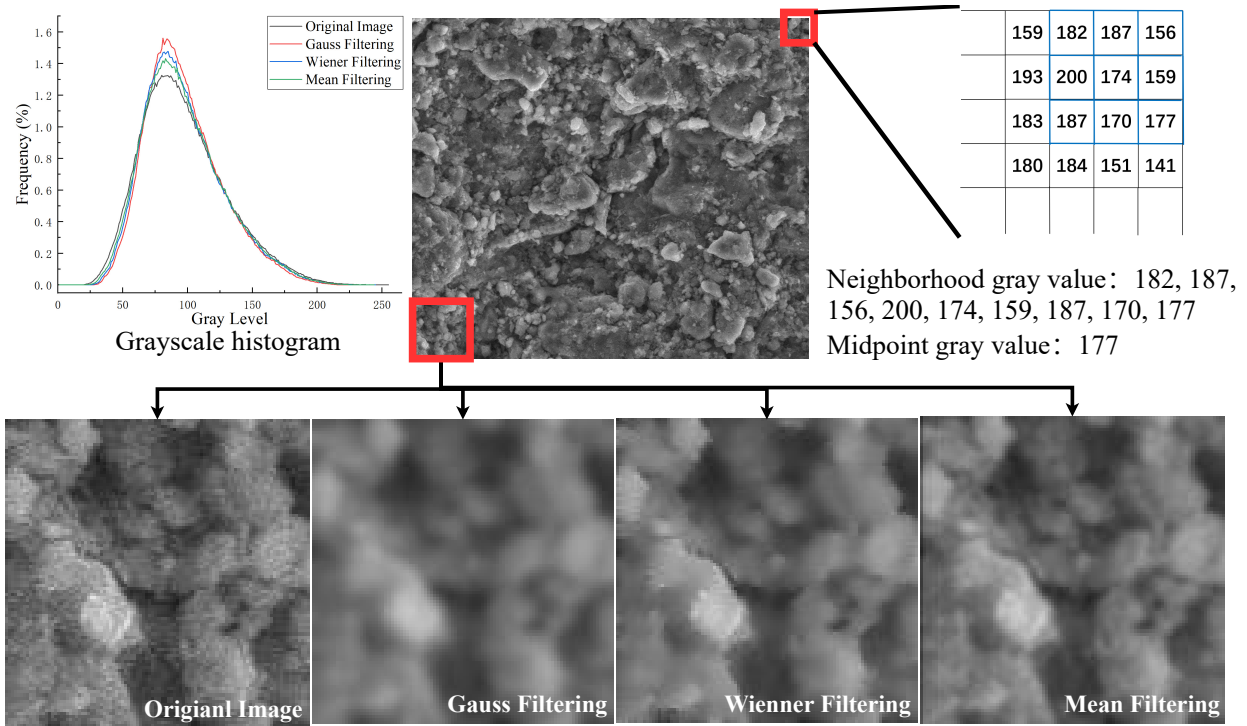 1.6
1.4
1.2
1.0
0.8
0.6
0.4
0.2
0.0
Frequency (%)
0 50 100 150 200 250
Gray Level
Original Image
Gauss Filtering
Wiener Filtering
Mean Filtering
Grayscale histogram
159 182 187 156
193 200 174 159
183 187 170 177
180 184 151 141
Neighborhood gray value：182, 187,
156, 200, 174, 159, 187, 170, 177
Midpoint gray value：177
Origianl Image
Gauss Filtering
Wienner Filtering
Mean Filtering